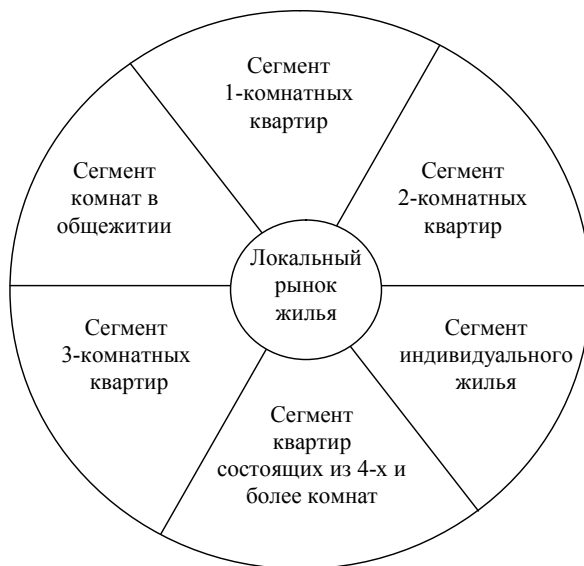 Сегмент
1-комнатных
квартир
Сегмент
2-комнатных
квартир
Сегмент
комнат в
общежитии
Локальный
рынок
жилья
Сегмент
3-комнатных
квартир
Сегмент
индивидуального
жилья
Сегмент
квартир
состоящих из 4-х и
более комнат